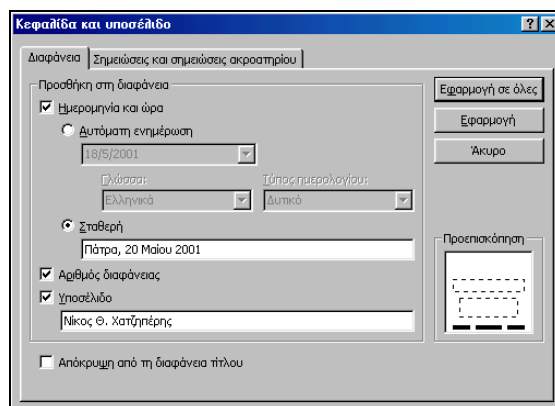 Κεφαλίδα και υποσέλιδο
Διαφάνεια
Σημειώσεις και σημειώσεις ακροατηρίου
Προσθήκη στη διαφάνεια
Ημερομηνία και ώρα
Αυτόματη ενημέρωση
18/5/2001
Γλώσσα:
Τύπος ημερολογίου:
Ελληνικά
Δυτικό
Σταθερή
Πάτρα, 20 Μαίου 2001
Αριθμός διαφάνειας
Υποσέλιδο
Νίκος Θ. Χατζηπέρης
Απόκρυψη από τη διαφάνεια τίτλου
Εφαρμογή σε όλες
Εφαρμογή
Άκυρο
Προεπισκόπηση